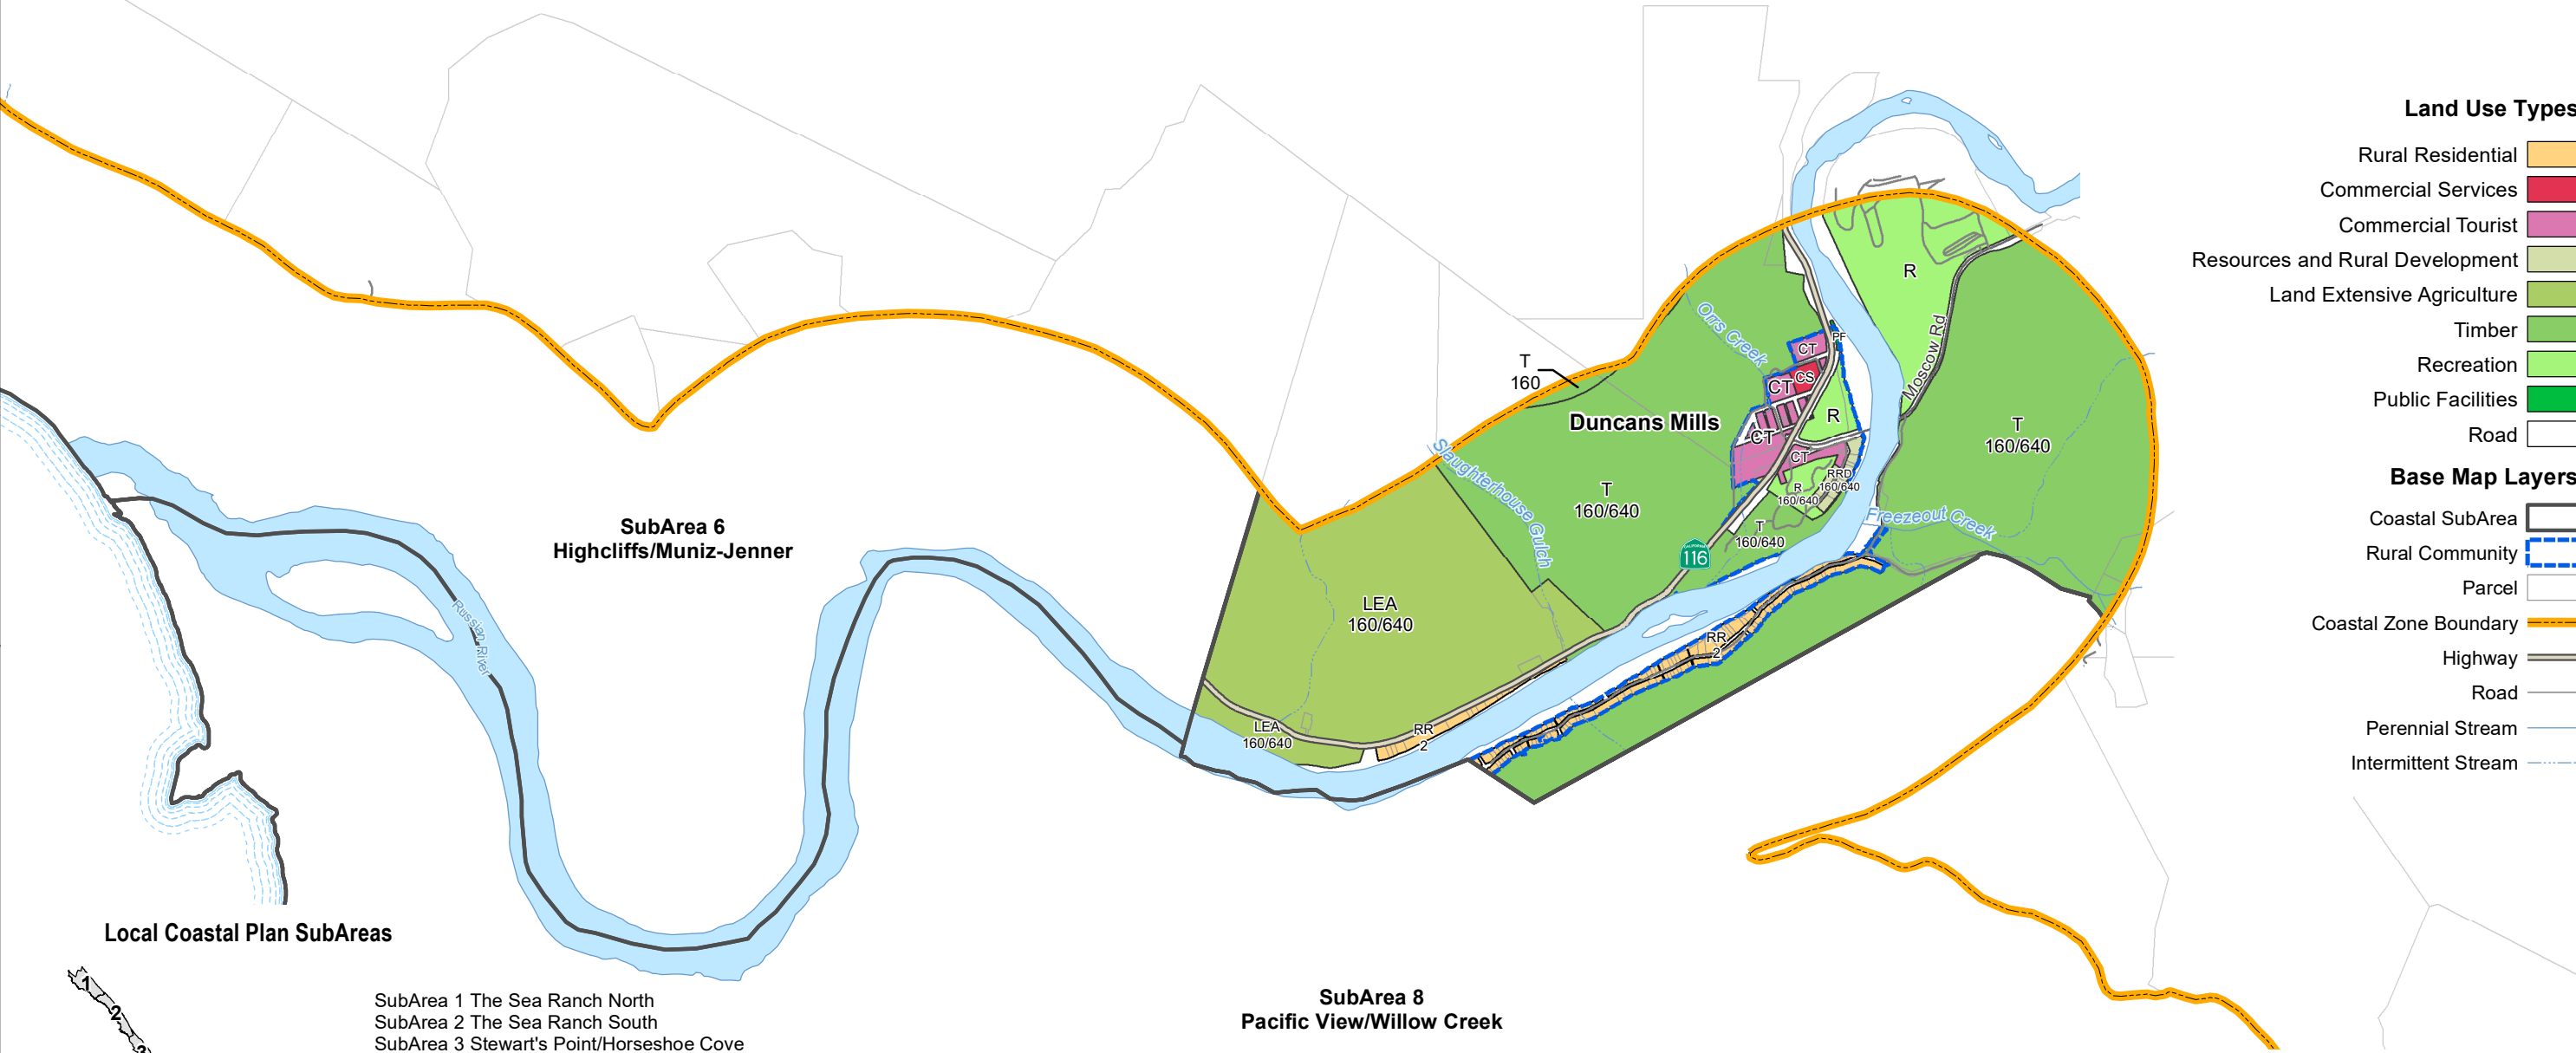 Land Use Types
Rural Residential
Commercial Services
Commercial Tourist
Resources and Rural Development
Land Extensive Agriculture
Timber
Recreation
Public Facilities
Road
Base Map Layers
Coastal SubArea
Rural Community
Parcel
Coastal Zone Boundary
Highway
Road
Perennial Stream
Intermittent Stream
R
Moscow Rd
Orrs Creek
PF
CT
CS
CT
T
160
Duncans Mills
R
CT
T
160/640
CT
RRD
160/640
R
160/640
Slaughterhouse Gulch
T
160/640
T
160/640
Freezeout Creek
116
SubArea 6
Highcliffs/Muniz-Jenner
Russian River
LEA
160/640
RR
2
LEA
160/640
RR
2
Local Coastal Plan SubAreas
1
2
3
SubArea 1 The Sea Ranch North
SubArea 2 The Sea Ranch South
SubArea 3 Stewart's Point/Horseshoe Cove
SubArea 8
Pacific View/Willow Creek